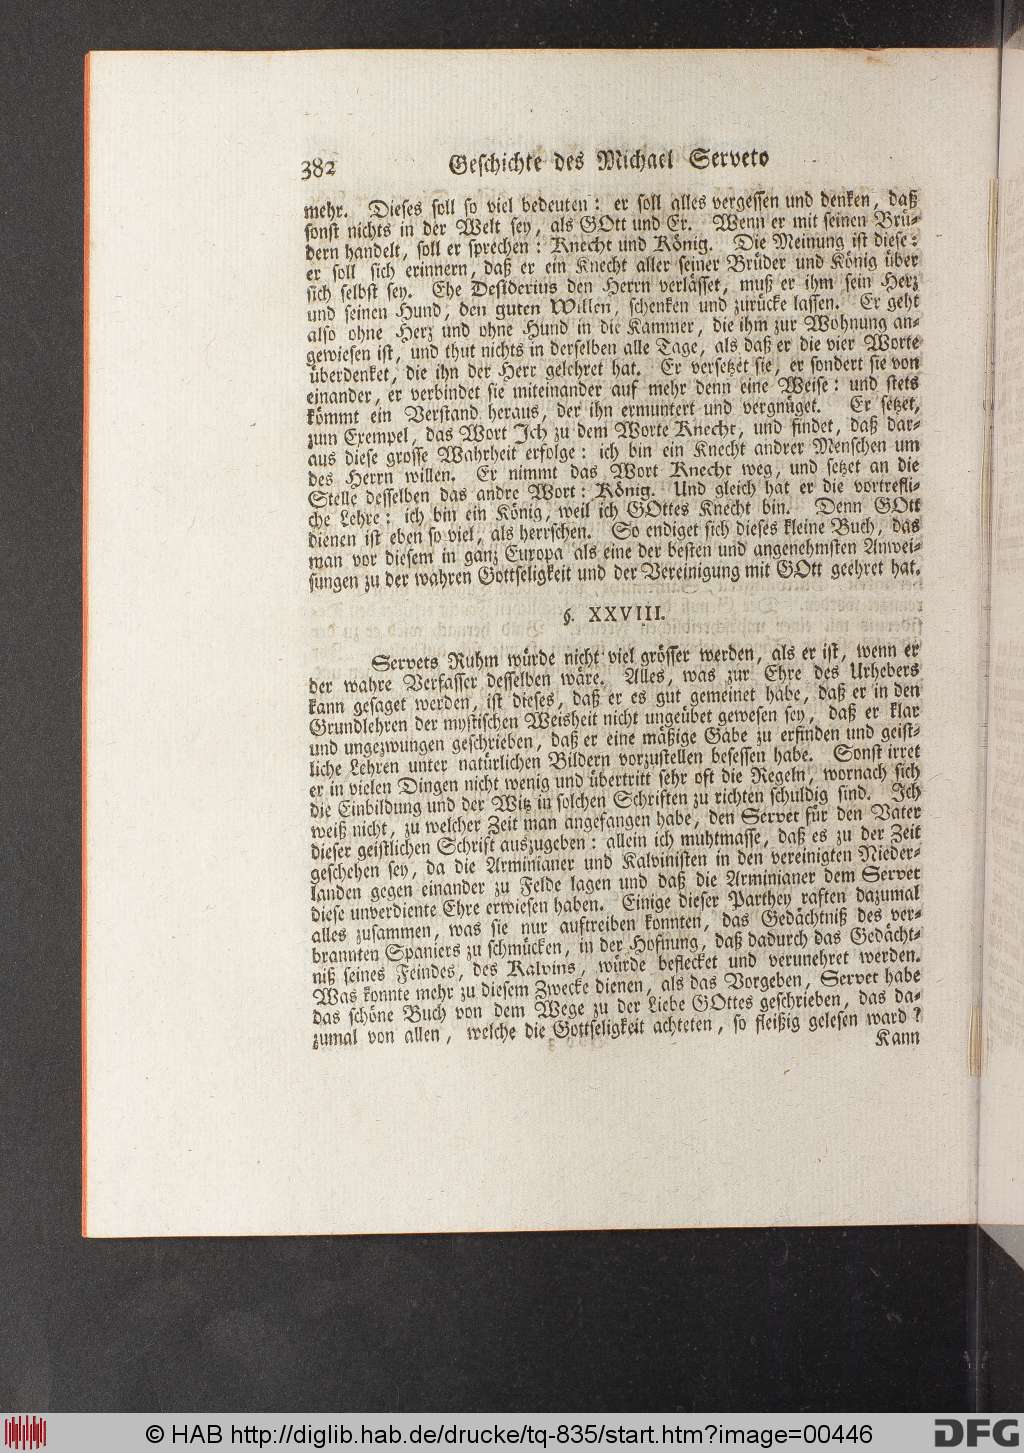 382 Geschichte des Michael Serveto
mehr. Dieses soll so viel bedeuten: er soll alles vergessen und denken, daß
sonst nichts in der Welt sey, als GOtt und Er. Wenn er mit seinen Brü-
dern handelt, soll er sprechen: Knecht und König. Die Meinung ist diese:
er soll sich erinnern, daß er ein Knecht aller seiner Brüder und König über
sich selbst sey. Ehe Desiderius den Herrn verlässet, muß er ihm sein Herz
und seinen Hund, den guten Willen, schenken und zurücke lassen. Er geht
also ohne Herz und ohne Hund in die Kammer, die ihm zur Wohnung an-
gewiesen ist, und thut nichts in derselben alle Tage, als daß er die vier Worte
überdenket, die ihn der Herr gelehret hat. Er versetzet sie, er sondert sie von
einander, er verbindet sie miteinander auf mehr denn eine Weise: und stets
kömmt ein Verstand heraus, der ihn ermuntert und vergnüget. Er setzet,
zum Exempel, das Wort Ich zu dem Worte Knecht, und findet, daß dar-
aus diese grosse Wahrheit erfolge: ich bin ein Knecht andrer Menschen um
des Herrn willen. Er nimmt das Wort Knecht weg, und setzet an die
Stelle desselben das andre Wort: König. Und gleich hat er die vortrefli-
che Lehre: ich bin ein König, weil ich GOttes Knecht bin. Denn GOtt
dienen ist eben so viel, als herrschen. So endiget sich dieses kleine Buch, das
man vor diesem in ganz Europa als eine der besten und angenehmsten Anwei-
sungen zu der wahren Gottseligkeit und der Vereinigung mit GOtt geehret hat.
§. XXVIII.
Servets Ruhm würde nicht viel grösser werden, als er ist, wenn er
der wahre Verfasser desselben wäre. Alles, was zur Ehre des Urhebers
kann gesaget werden, ist dieses, daß er es gut gemeinet habe, daß er in den
Grundlehren der mystischen Weisheit nicht ungeübet gewesen sey, daß er klar
und ungezwungen geschrieben, daß er eine mäßige Gabe zu erfinden und geist-
liche Lehren unter natürlichen Bildern vorzustellen besessen habe. Sonst irret
er in vielen Dingen nicht wenig und übertritt sehr oft die Regeln, wornach sich
die Einbildung und der Witz in solchen Schriften zu richten schuldig sind. Ich
weiß nicht, zu welcher Zeit man angefangen habe, den Servet für den Vater
dieser geistlichen Schrift auszugeben: allein ich muhtmasse, daß es zu der Zeit
geschehen sey, da die Arminianer und Kalvinisten in den vereinigten Nieder-
landen gegen einander zu Felde lagen und daß die Arminianer dem Servet
diese unverdiente Ehre erwiesen haben. Einige dieser Parthey raften dazumal
alles zusammen, was sie nur auftreiben konnten, das Gedächtniß des ver-
brannten Spaniers zu schmücken, in der Hofnung, daß dadurch das Gedächt-
niß seines Feindes, des Kalvins, würde beflecket und verunehret werden.
Was konnte mehr zu diesem Zwecke dienen, als das Vorgeben, Servet habe
das schöne Buch von dem Wege zu der Liebe GOttes geschrieben, das da-
zumal von allen, welche die Gottseligkeit achteten, so fleißig gelesen ward?
Kann
© HAB http://diglib.hab.de/drucke/tq-835/start.htm?image=00446
DFG